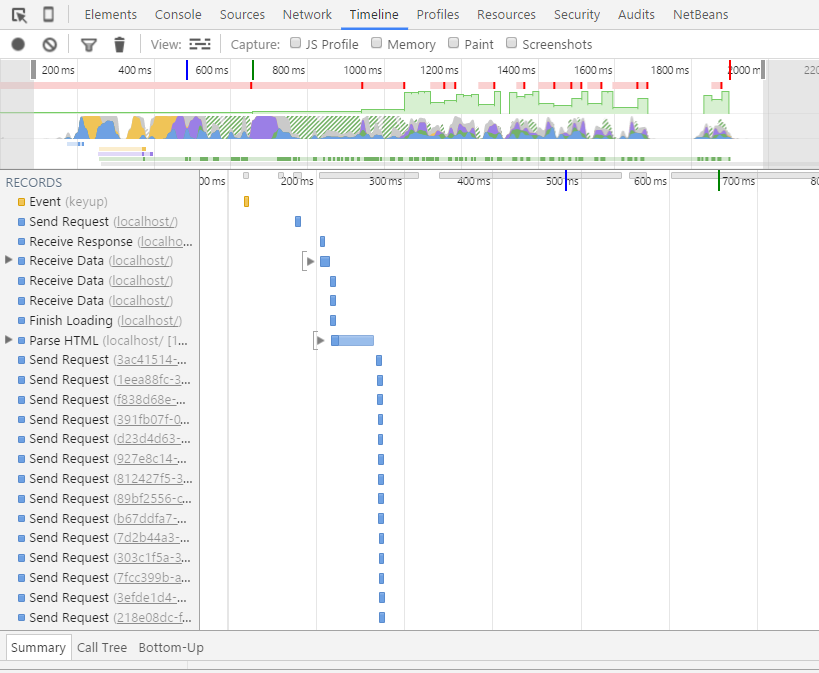 Elements Console Sources Network Timeline Profiles Resources Security Audits NetBeans
View: Capture: JS Profile Memory Paint Screenshots
200 ms 400 ms 600 ms 800 ms 1000 ms 1200 ms 1400 ms 1600 ms 1800 ms 2000 m 220
RECORDS 00 ms 200 ms 300 ms 400 ms 500 ms 600 ms 700 ms 80
Event (keyup)
Send Request (localhost/)
Receive Response (localho...
Receive Data (localhost/)
Receive Data (localhost/)
Receive Data (localhost/)
Finish Loading (localhost/)
Parse HTML (localhost/ [1...
Send Request (3ac41514-...
Send Request (1eea88fc-3...
Send Request (f838d68e-...
Send Request (391fb07f-0...
Send Request (d23d4d63-...
Send Request (927e8c14-...
Send Request (812427f5-3...
Send Request (89bf2556-c...
Send Request (b67ddfa7-...
Send Request (7d2b44a3-...
Send Request (303c1f5a-3...
Send Request (7fcc399b-a...
Send Request (3efde1d4-...
Send Request (218e08dc-f...
Summary Call Tree Bottom-Up